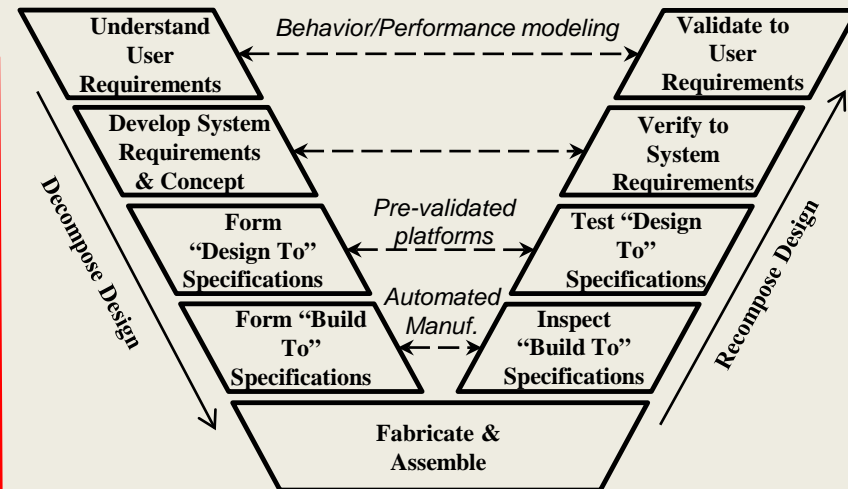 Understand
User
Requirements
Behavior/Performance modeling
Validate to
User
Requirements
Develop System
Requirements
& Concept
Verify to
System
Requirements
Decompose Design
Form
“Design To”
Specifications
Pre-validated
platforms
Test “Design
To”
Specifications
Recompose Design
Form “Build
To”
Specifications
Automated
Manuf.
Inspect
“Build To”
Specifications
Fabricate &
Assemble